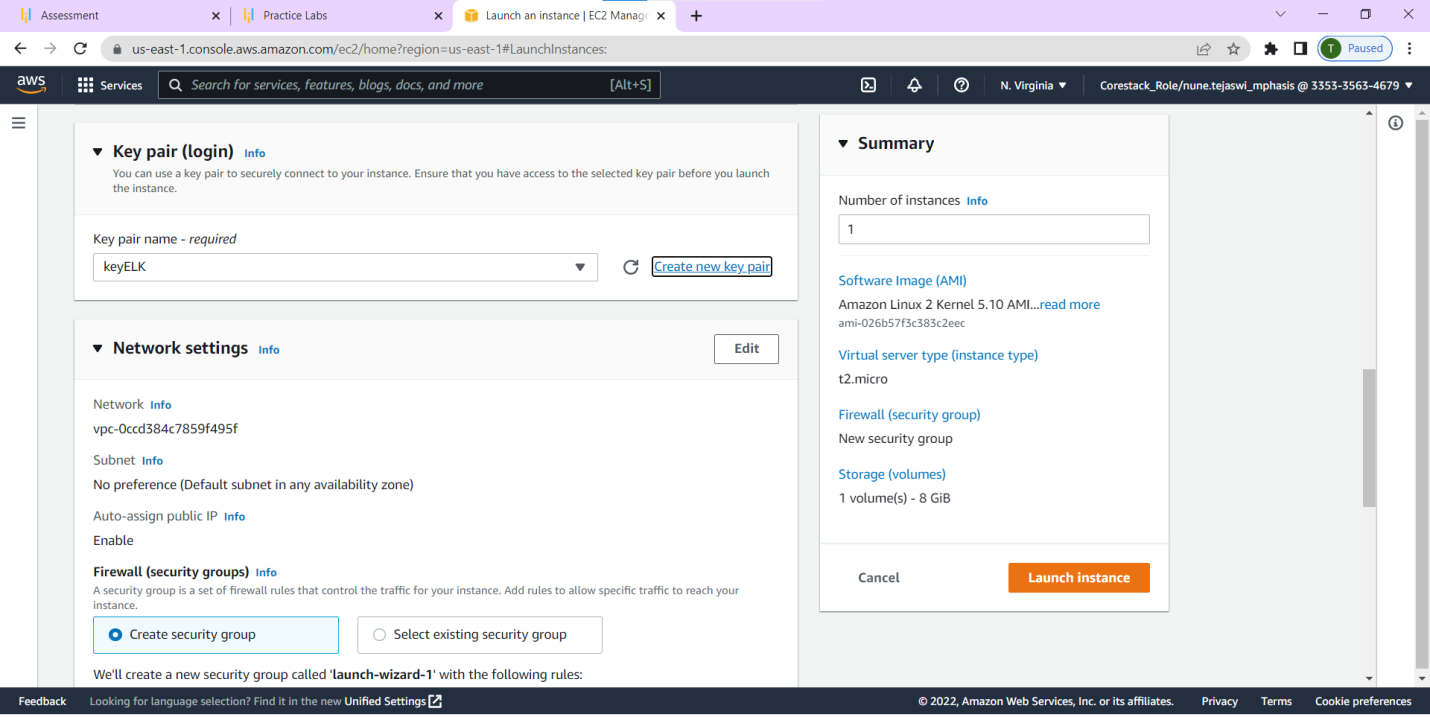 Assessment
Practice Labs
Launch an instance | EC2 Manage
us-east-1.console.aws.amazon.com/ec2/home?region=us-east-1#LaunchInstances:
T Paused
aws
Services
Search for services, features, blogs, docs, and more [Alt+S]
N. Virginia
Corestack_Role/nune.tejaswi_mphasis @ 3353-3563-4679
Key pair (login) Info
You can use a key pair to securely connect to your instance. Ensure that you have access to the selected key pair before you launch
the instance.
Key pair name - required
keyELK
Create new key pair
Network settings Info
Edit
Network Info
vpc-0ccd384c7859f495f
Subnet Info
No preference (Default subnet in any availability zone)
Auto-assign public IP Info
Enable
Firewall (security groups) Info
A security group is a set of firewall rules that control the traffic for your instance. Add rules to allow specific traffic to reach your
instance.
Create security group
Select existing security group
We'll create a new security group called 'launch-wizard-1' with the following rules:
Summary
Number of instances Info
1
Software Image (AMI)
Amazon Linux 2 Kernel 5.10 AMI...read more
ami-026b57f3c383c2eec
Virtual server type (instance type)
t2.micro
Firewall (security group)
New security group
Storage (volumes)
1 volume(s) - 8 GiB
Cancel
Launch instance
Feedback
Looking for language selection? Find it in the new Unified Settings
© 2022, Amazon Web Services, Inc. or its affiliates.
Privacy
Terms
Cookie preferences